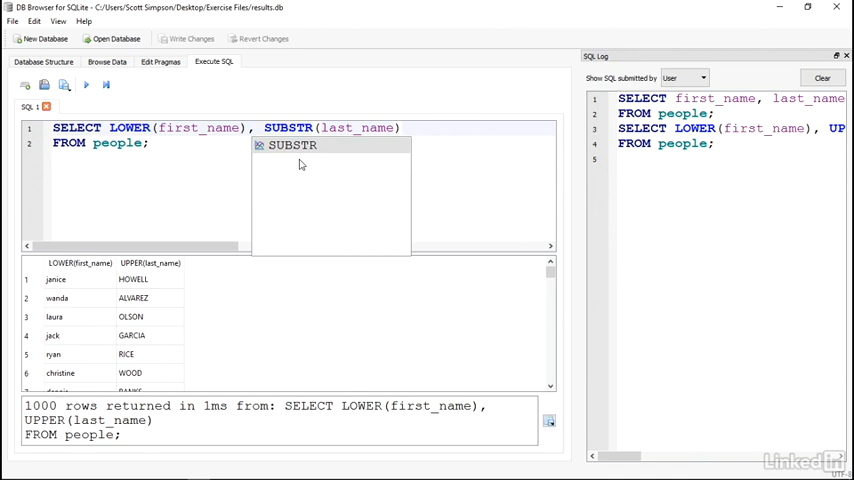 DB Browser for SQLite - C:/Users/Scott Simpson/Desktop/Exercise Files/results.db
File Edit View Help
New Database Open Database Write Changes Revert Changes
Database Structure Browse Data Edit Pragmas Execute SQL
SQL 1
1 SELECT LOWER(first_name), SUBSTR(last_name)
2 FROM people;
SUBSTR
LOWER(first_name) UPPER(last_name)
1 janice HOWELL
2 wanda ALVAREZ
3 laura OLSON
4 jack GARCIA
5 ryan RICE
6 christine WOOD
1000 rows returned in 1ms from: SELECT LOWER(first_name),
UPPER(last_name)
FROM people;
SQL Log
Show SQL submitted by User Clear
1 SELECT first_name, last_name
2 FROM people;
3 SELECT LOWER(first_name), UP
4 FROM people;
5
LinkedIn
UTF-8